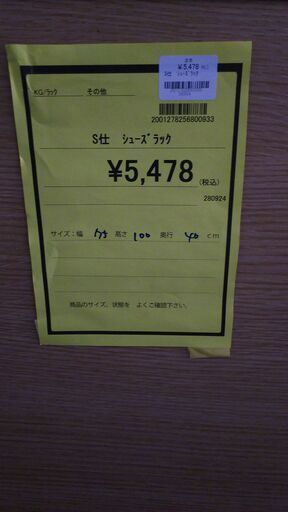 ¥5,478
S仕 シューズラック
KG/ラック その他
2001278256800933
S仕 シューズラック
¥5,478
(税込)
280924
サイズ:幅 75 高さ 100 奥行 40 cm
商品のサイズ、状態を よくご確認下さい。